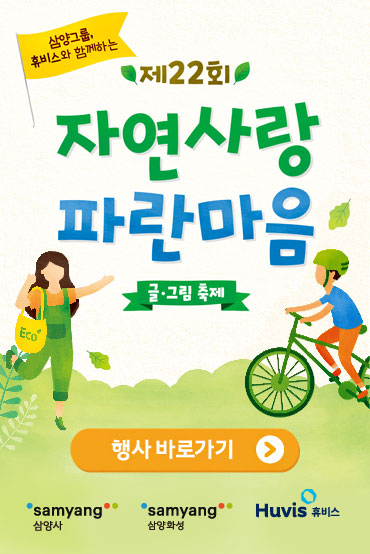 삼양그룹,
휴비스와 함께하는
제22회
자연사랑
파란마음
글·그림 축제
Eco
행사 바로가기
samyang
삼양사
samyang
삼양화성
Huvis 휴비스